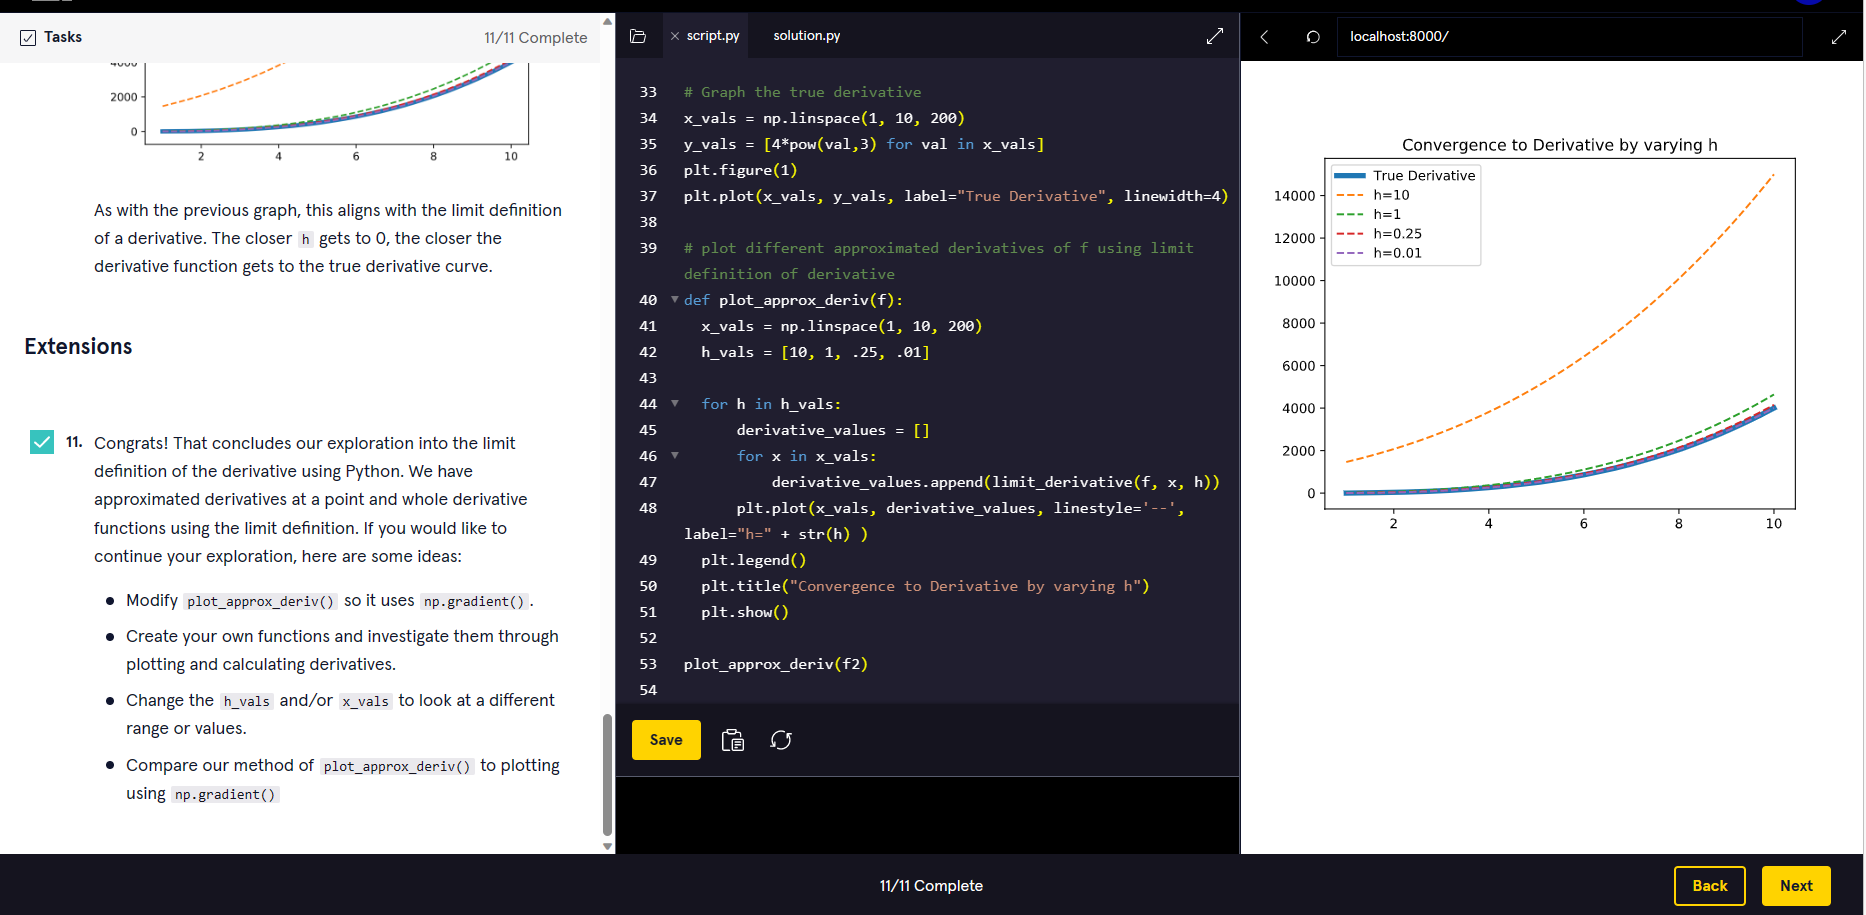 Tasks
11/11 Complete
2000
0
2 4 6 8 10
As with the previous graph, this aligns with the limit definition
of a derivative. The closer h gets to 0, the closer the
derivative function gets to the true derivative curve.
Extensions
11. Congrats! That concludes our exploration into the limit
definition of the derivative using Python. We have
approximated derivatives at a point and whole derivative
functions using the limit definition. If you would like to
continue your exploration, here are some ideas:
Modify plot_approx_deriv() so it uses np.gradient().
Create your own functions and investigate them through
plotting and calculating derivatives.
Change the h_vals and/or x_vals to look at a different
range or values.
Compare our method of plot_approx_deriv() to plotting
using np.gradient()
script.py
solution.py
33 # Graph the true derivative
34 x_vals = np.linspace(1, 10, 200)
35 y_vals = [4*pow(val,3) for val in x_vals]
36 plt.figure(1)
37 plt.plot(x_vals, y_vals, label="True Derivative", linewidth=4)
38
39 # plot different approximated derivatives of f using limit
definition of derivative
40 def plot_approx_deriv(f):
41 x_vals = np.linspace(1, 10, 200)
42 h_vals = [10, 1, .25, .01]
43
44 for h in h_vals:
45 derivative_values = []
46 for x in x_vals:
47 derivative_values.append(limit_derivative(f, x, h))
48 plt.plot(x_vals, derivative_values, linestyle='--',
label="h=" + str(h) )
49 plt.legend()
50 plt.title("Convergence to Derivative by varying h")
51 plt.show()
52
53 plot_approx_deriv(f2)
54
Save
localhost:8000/
Convergence to Derivative by varying h
True Derivative
h=10
h=1
h=0.25
h=0.01
14000
12000
10000
8000
6000
4000
2000
0
2 4 6 8 10
11/11 Complete
Back
Next